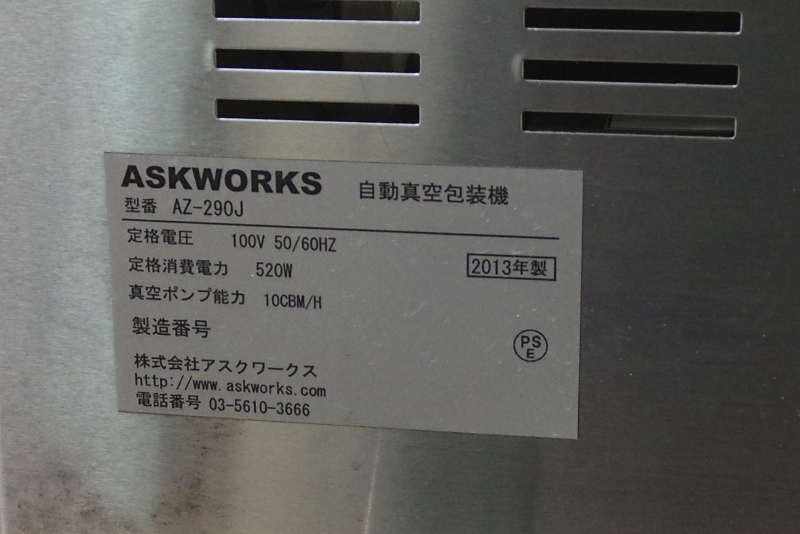 ASKWORKS 自動真空包装機
型番 AZ-290J
定格電圧 100V 50/60HZ
定格消費電力 520W 2013年製
真空ポンプ能力 10CBM/H
製造番号
PS
E
株式会社アスクワークス
http://www.askworks.com
電話番号 03-5610-3666